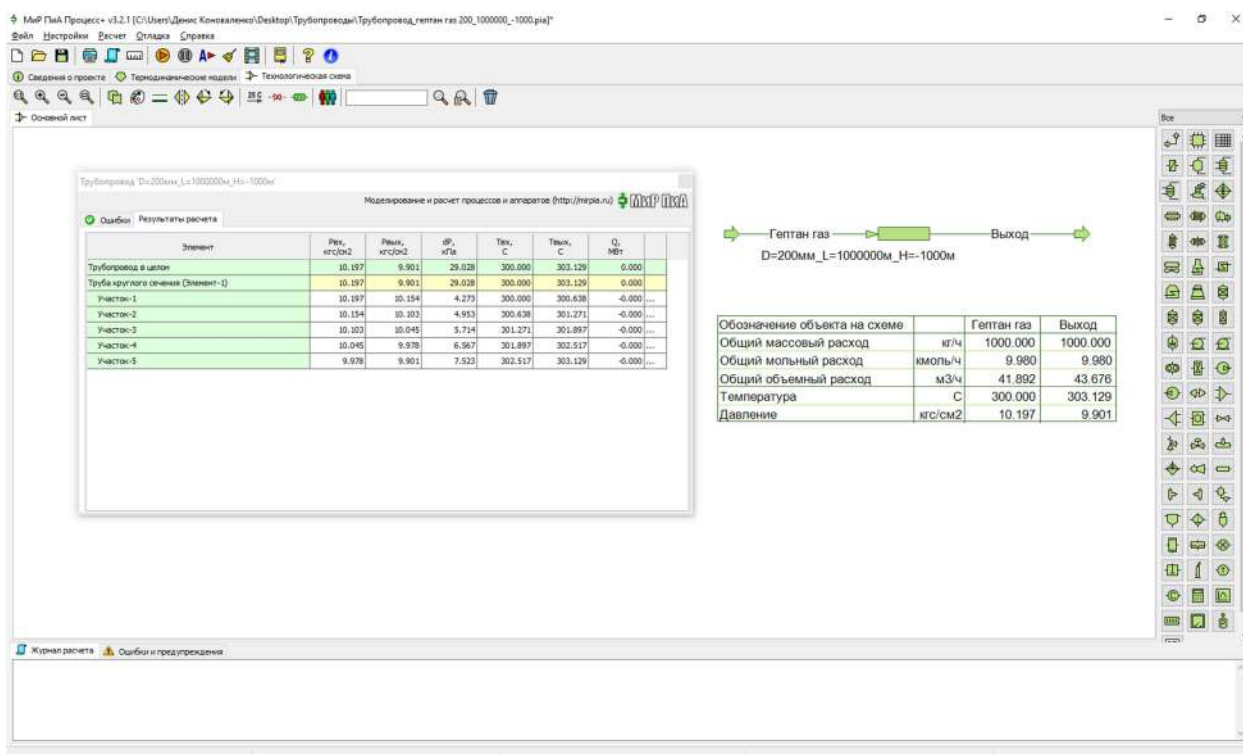 МиР ПиА Процесс+ v3.2.1 [C:\Users\Денис Коноваленко\Desktop\Трубопроводы\Трубопровод_гептан газ 200_1000000_-1000.pia]*
Файл Настройки Расчет Отладка Справка
Сведения о проекте Термодинамические модели Технологическая схема
Основной лист
Все
Трубопровод 'D=200мм_L=1000000м_H=-1000м'
Моделирование и расчет процессов и аппаратов (http://mirpia.ru) МиР ПиА
Ошибки Результаты расчета
Элемент Pвх, кгс/см2 Pвых, кгс/см2 dP, кПа Tвх, C Tвых, C Q, МВт
Трубопровод в целом 10.197 9.901 29.028 300.000 303.129 0.000
Труба круглого сечения (Элемент-1) 10.197 9.901 29.028 300.000 303.129 0.000
Участок-1 10.197 10.154 4.273 300.000 300.638 -0.000 ...
Участок-2 10.154 10.103 4.953 300.638 301.271 -0.000 ...
Участок-3 10.103 10.045 5.714 301.271 301.897 -0.000 ...
Участок-4 10.045 9.978 6.567 301.897 302.517 -0.000 ...
Участок-5 9.978 9.901 7.523 302.517 303.129 -0.000 ...
Гептан газ Выход
D=200мм_L=1000000м_H=-1000м
Обозначение объекта на схеме Гептан газ Выход
Общий массовый расход кг/ч 1000.000 1000.000
Общий мольный расход кмоль/ч 9.980 9.980
Общий объемный расход м3/ч 41.892 43.676
Температура C 300.000 303.129
Давление кгс/см2 10.197 9.901
Журнал расчета Ошибки и предупреждения